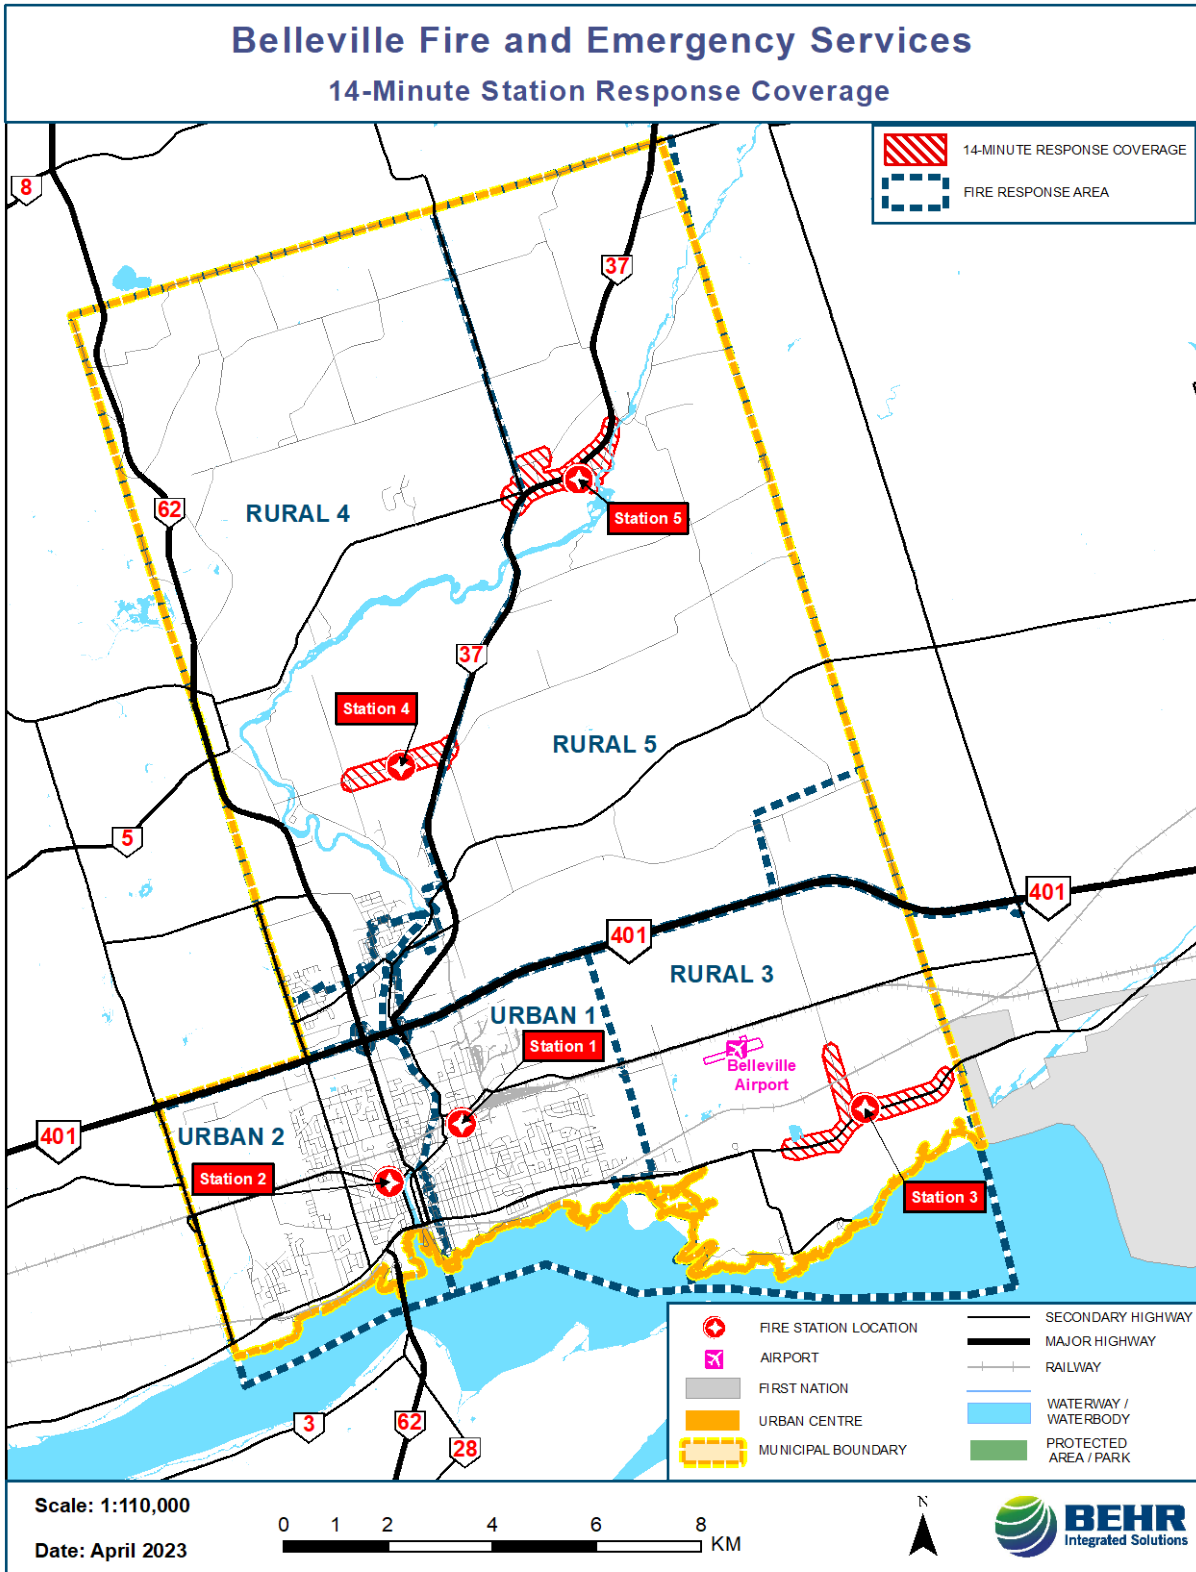 Belleville Fire and Emergency Services
14-Minute Station Response Coverage
14-MINUTE RESPONSE COVERAGE
FIRE RESPONSE AREA
8
37
62
RURAL 4
Station 5
37
Station 4
RURAL 5
5
401
401
RURAL 3
URBAN 1
Station 1
Belleville
Airport
401
URBAN 2
Station 2
Station 3
3
62
28
FIRE STATION LOCATION
AIRPORT
FIRST NATION
URBAN CENTRE
MUNICIPAL BOUNDARY
SECONDARY HIGHWAY
MAJOR HIGHWAY
RAILWAY
WATERWAY /
WATERBODY
PROTECTED
AREA / PARK
Scale: 1:110,000
Date: April 2023
0 1 2 4 6 8
KM
N
BEHR
Integrated Solutions